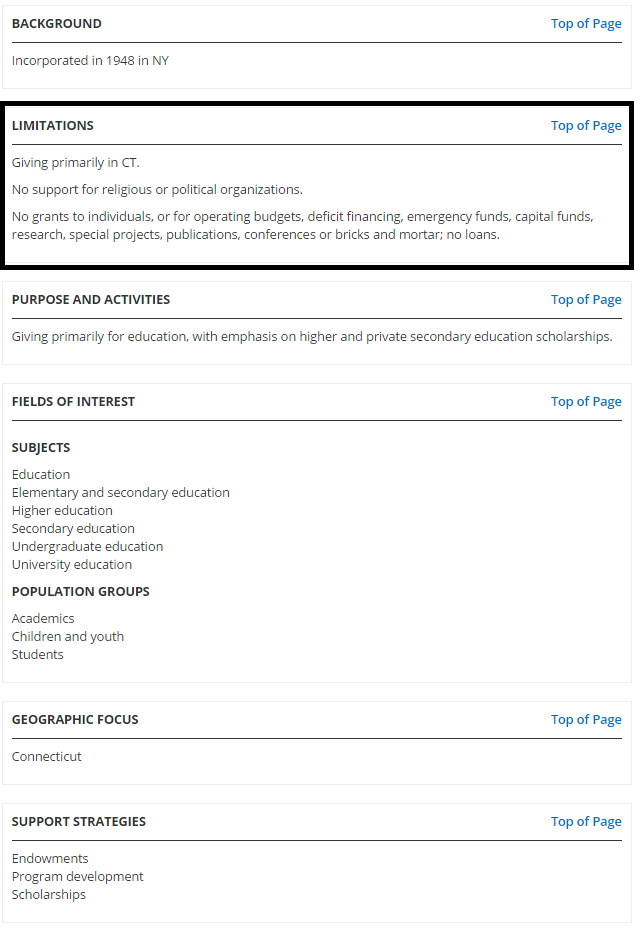 BACKGROUND Top of Page
Incorporated in 1948 in NY
LIMITATIONS Top of Page
Giving primarily in CT.
No support for religious or political organizations.
No grants to individuals, or for operating budgets, deficit financing, emergency funds, capital funds,
research, special projects, publications, conferences or bricks and mortar; no loans.
PURPOSE AND ACTIVITIES Top of Page
Giving primarily for education, with emphasis on higher and private secondary education scholarships.
FIELDS OF INTEREST Top of Page
SUBJECTS
Education
Elementary and secondary education
Higher education
Secondary education
Undergraduate education
University education
POPULATION GROUPS
Academics
Children and youth
Students
GEOGRAPHIC FOCUS Top of Page
Connecticut
SUPPORT STRATEGIES Top of Page
Endowments
Program development
Scholarships